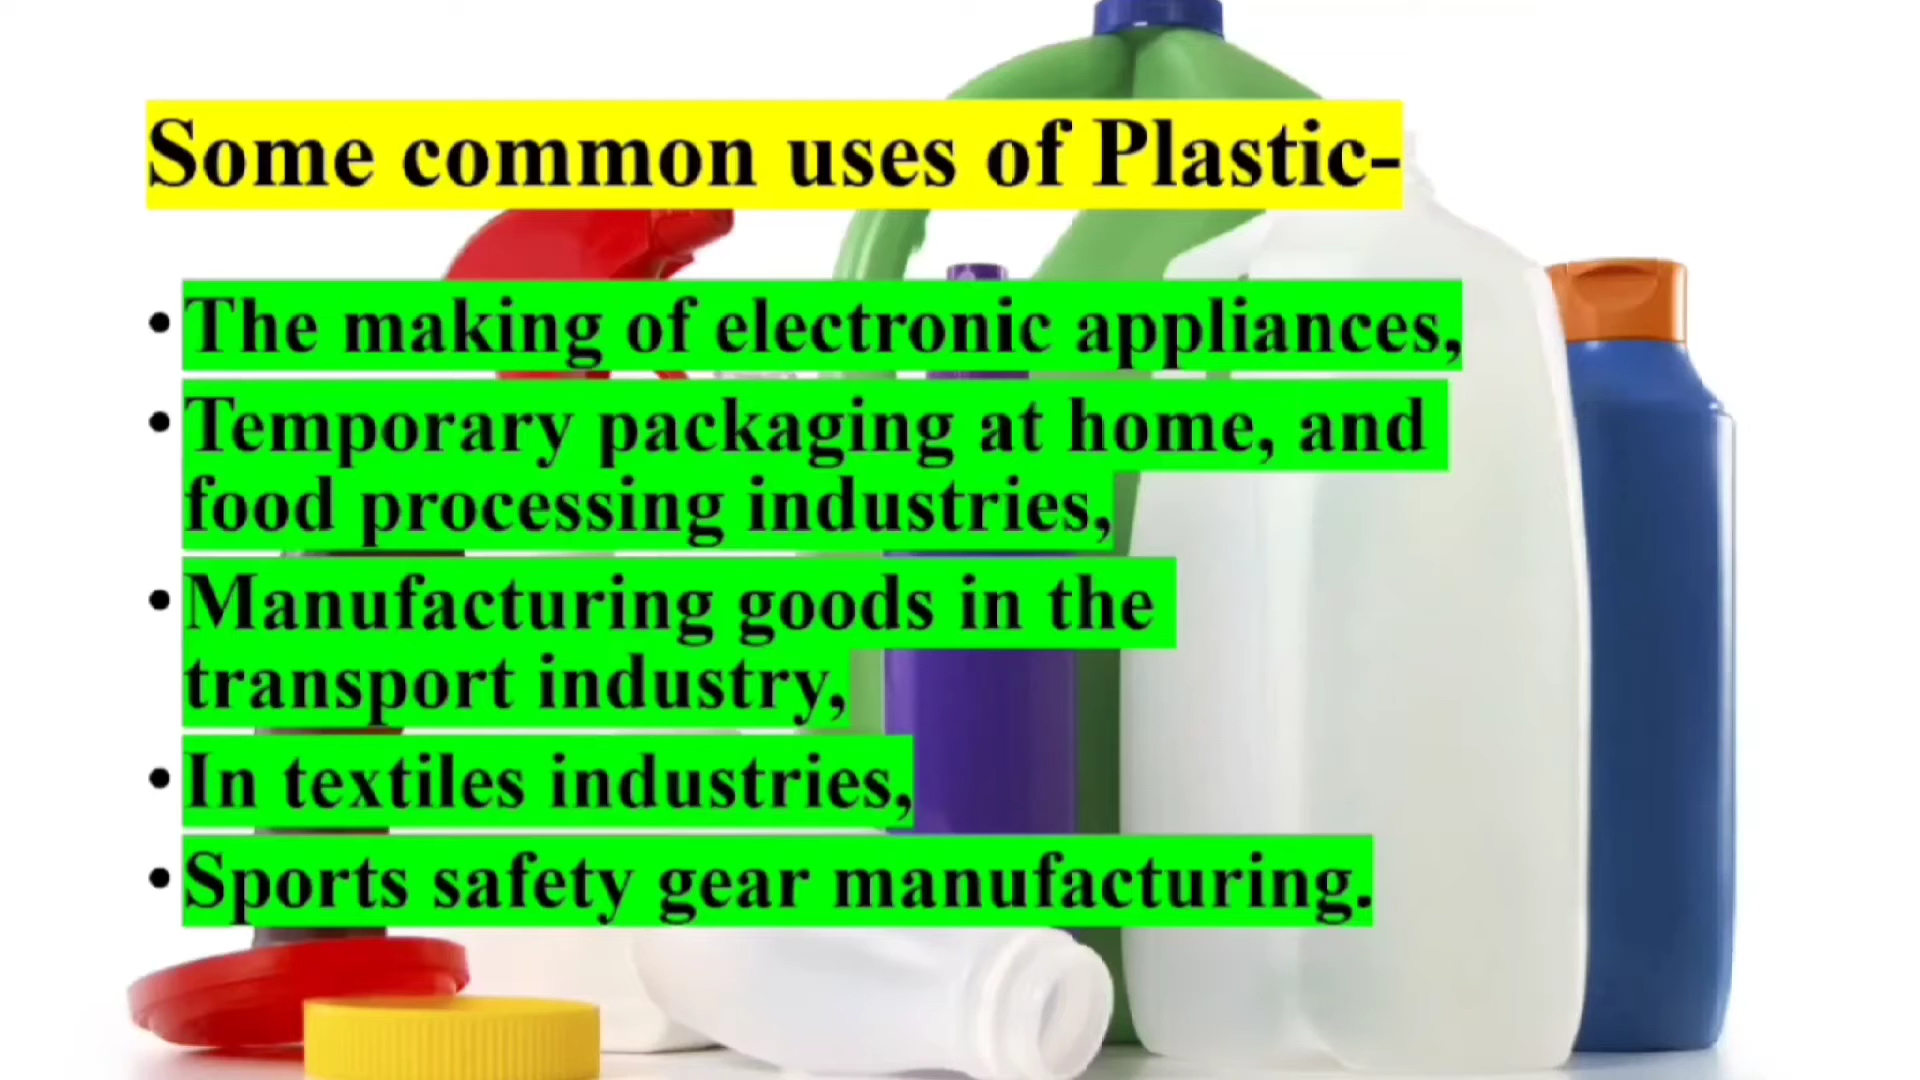 Some common uses of Plastic-
• The making of electronic appliances,
• Temporary packaging at home, and
food processing industries,
• Manufacturing goods in the
transport industry,
• In textiles industries,
• Sports safety gear manufacturing.